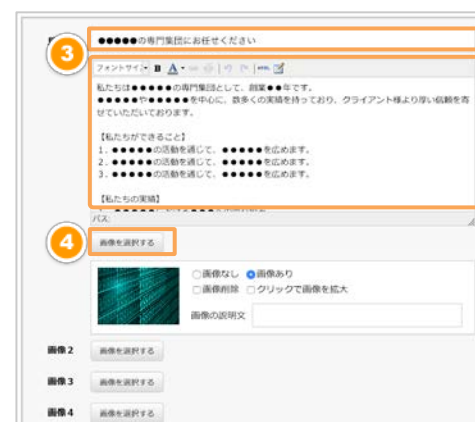 3
●●●●●の専門集団にお任せください
フォントサイズ B A
私たちは●●●●●の専門集団として、創業●●年です。
●●●●●や●●●●●を中心に、数多くの実績を持っており、クライアント様より厚い信頼を寄
せていただいております。
【私たちができること】
1. ●●●●●の活動を通じて、●●●●●を広めます。
2. ●●●●●の活動を通じて、●●●●●を広めます。
3. ●●●●●の活動を通じて、●●●●●を広めます。
【私たちの実績】
パス:
4
画像を選択する
画像なし 画像あり
画像削除 クリックで画像を拡大
画像の説明文
画像2 画像を選択する
画像3 画像を選択する
画像4 画像を選択する